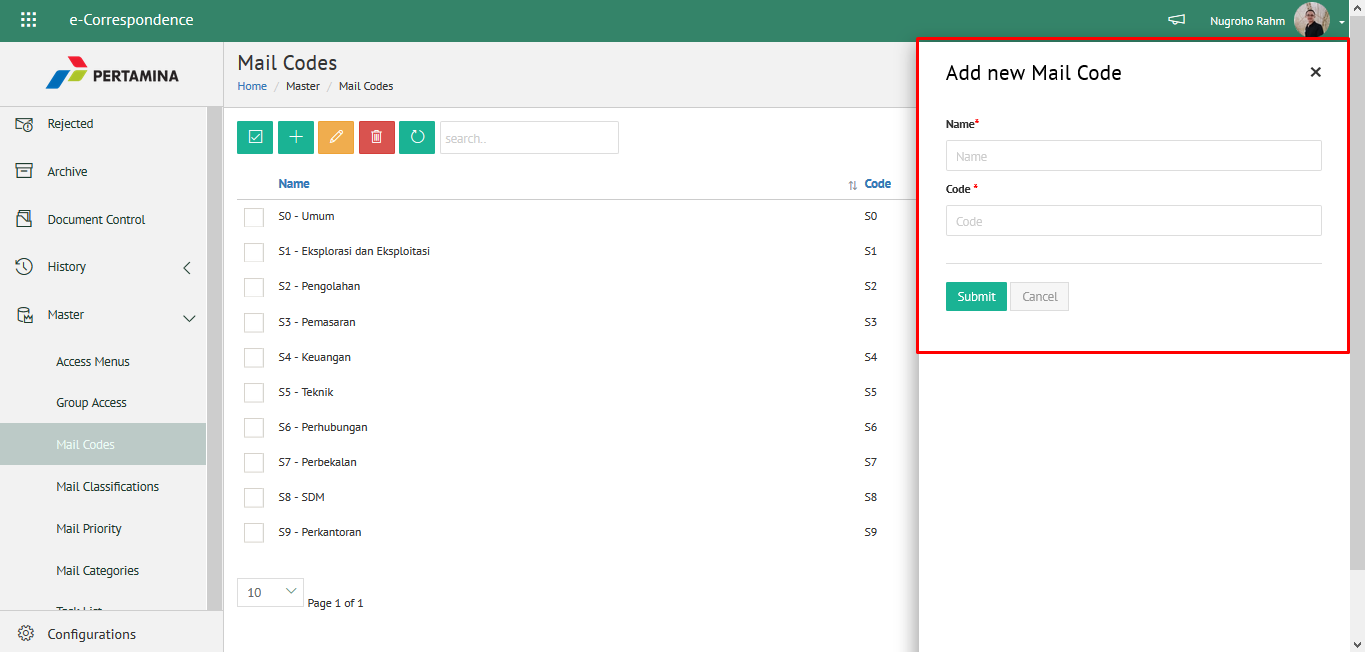 e-Correspondence
Nugroho Rahm
PERTAMINA
Rejected
Archive
Document Control
History
Master
Access Menus
Group Access
Mail Codes
Mail Classifications
Mail Priority
Mail Categories
Task List
Configurations
Mail Codes
Home / Master / Mail Codes
search..
Name Code
S0 - Umum S0
S1 - Eksplorasi dan Eksploitasi S1
S2 - Pengolahan S2
S3 - Pemasaran S3
S4 - Keuangan S4
S5 - Teknik S5
S6 - Perhubungan S6
S7 - Perbekalan S7
S8 - SDM S8
S9 - Perkantoran S9
10 Page 1 of 1
Add new Mail Code ×
Name*
Name
Code *
Code
Submit Cancel